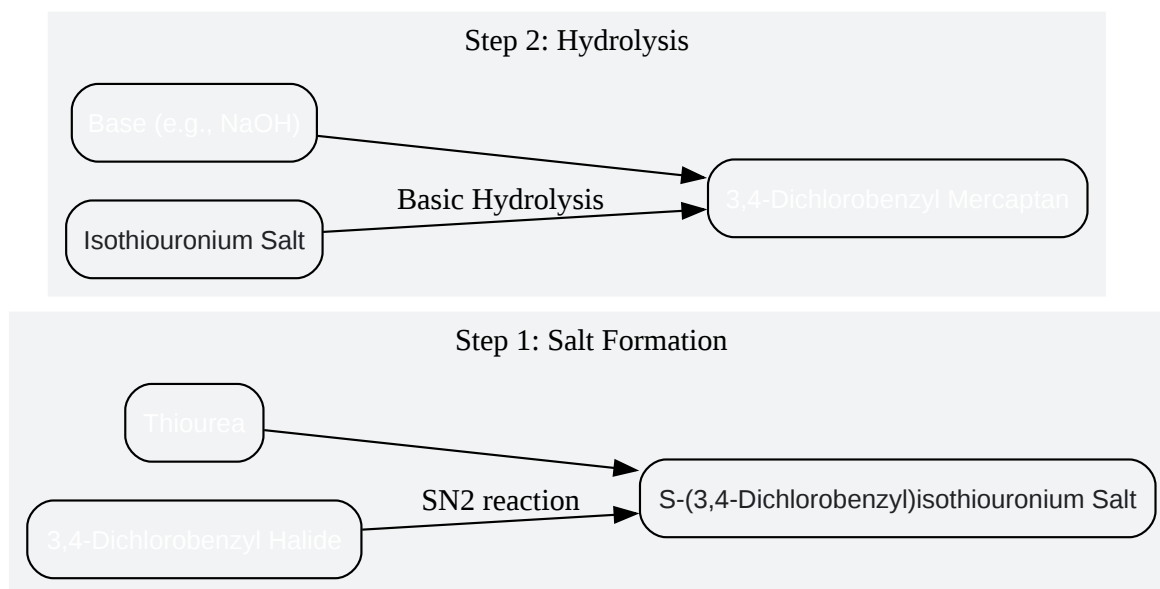 Step 2: Hydrolysis
Base (e.g., NaOH)
Basic Hydrolysis
3,4-Dichlorobenzyl Mercaptan
Isothiouronium Salt
Step 1: Salt Formation
Thiourea
SN2 reaction
S-(3,4-Dichlorobenzyl)isothiouronium Salt
3,4-Dichlorobenzyl Halide